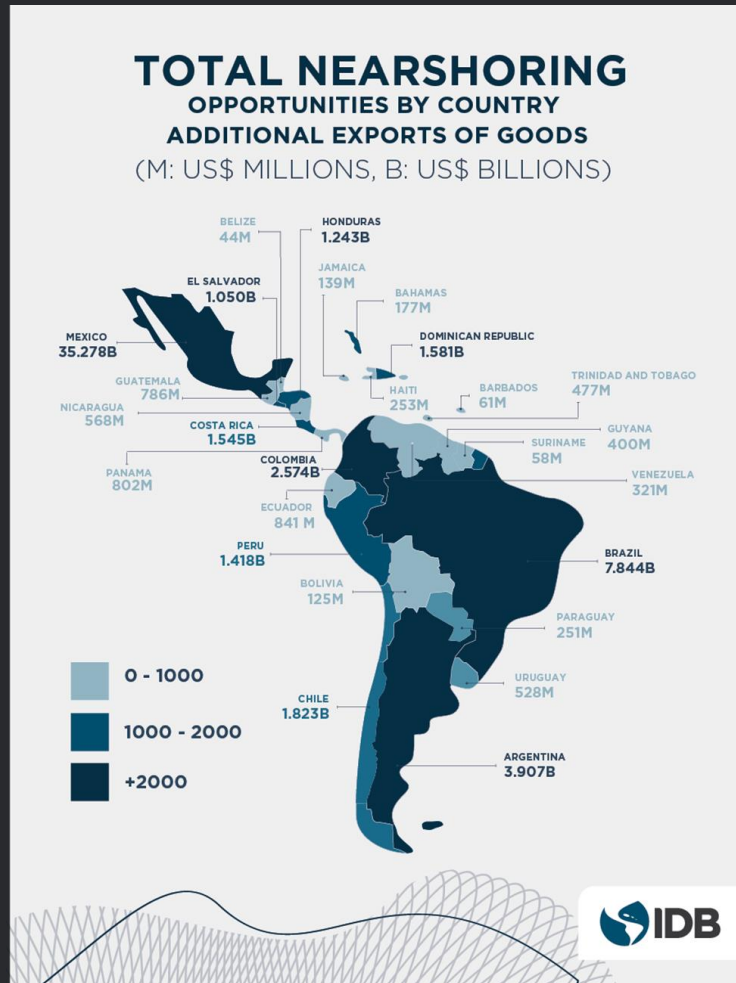 TOTAL NEARSHORING
OPPORTUNITIES BY COUNTRY
ADDITIONAL EXPORTS OF GOODS
(M: US$ MILLIONS, B: US$ BILLIONS)
BELIZE
44M
HONDURAS
1.243B
JAMAICA
139M
EL SALVADOR
1.050B
BAHAMAS
177M
MEXICO
35.278B
DOMINICAN REPUBLIC
1.581B
GUATEMALA
786M
HAITI
253M
BARBADOS
61M
TRINIDAD AND TOBAGO
477M
NICARAGUA
568M
COSTA RICA
1.545B
GUYANA
400M
SURINAME
58M
COLOMBIA
2.574B
PANAMA
802M
VENEZUELA
321M
ECUADOR
841 M
PERU
1.418B
BRAZIL
7.844B
BOLIVIA
125M
PARAGUAY
251M
URUGUAY
528M
CHILE
1.823B
ARGENTINA
3.907B
0 - 1000
1000 - 2000
+2000
IDB